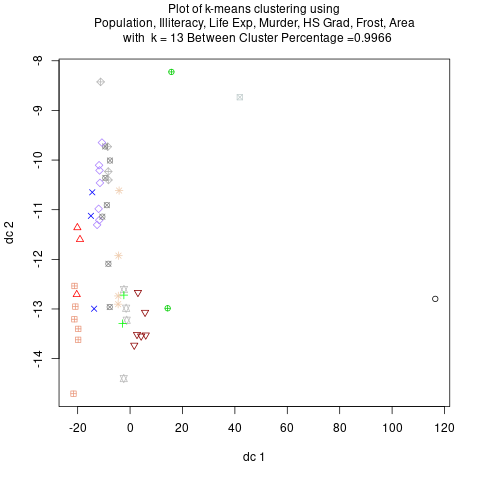 Plot of k-means clustering using
Population, Illiteracy, Life Exp, Murder, HS Grad, Frost, Area
with k = 13 Between Cluster Percentage =0.9966
dc 2
-8
-9
-10
-11
-12
-13
-14
-20 0 20 40 60 80 100 120
dc 1